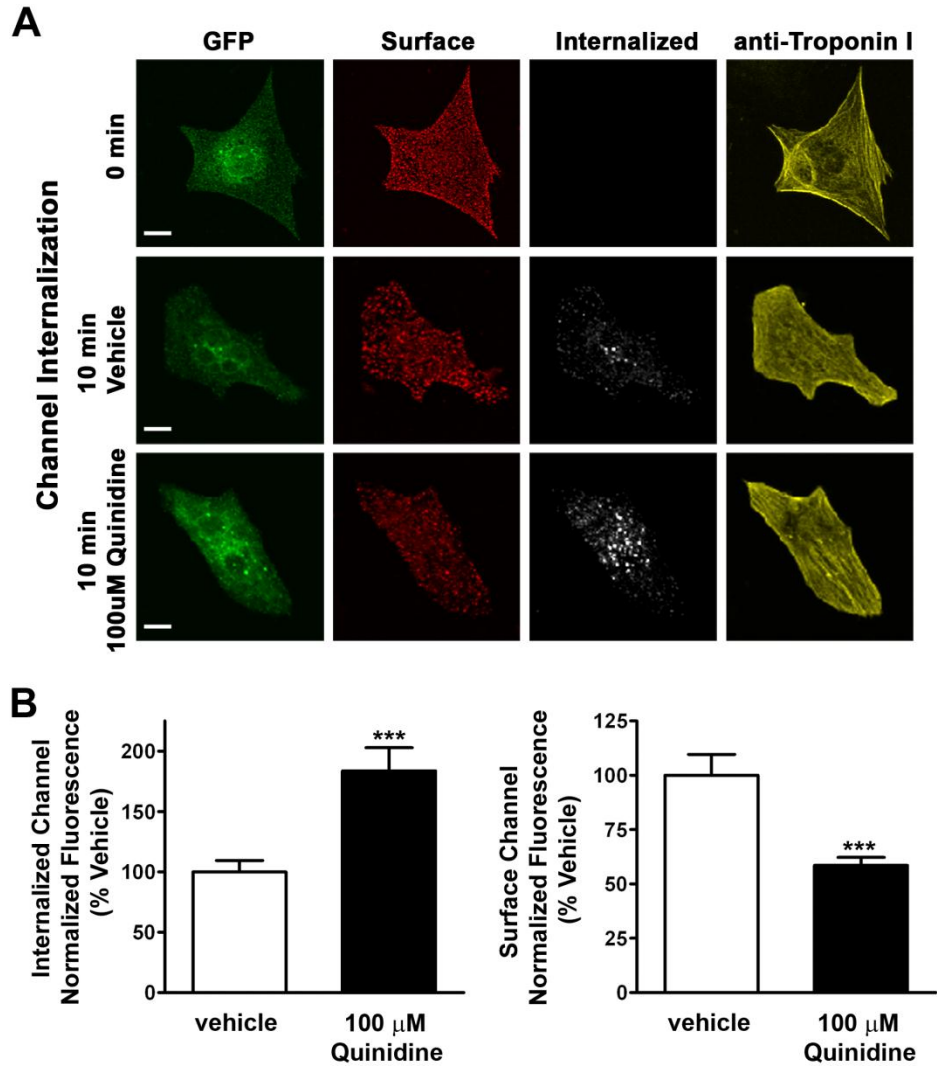 A
GFP
Surface
Internalized
anti-Troponin I
Channel Internalization
0 min
10 min
Vehicle
10 min
100uM Quinidine
B
Internalized Channel
Normalized Fluorescence
(% Vehicle)
200
150
100
50
0
***
vehicle
100 μM
Quinidine
Surface Channel
Normalized Fluorescence
(% Vehicle)
125
100
75
50
25
0
***
vehicle
100 μM
Quinidine